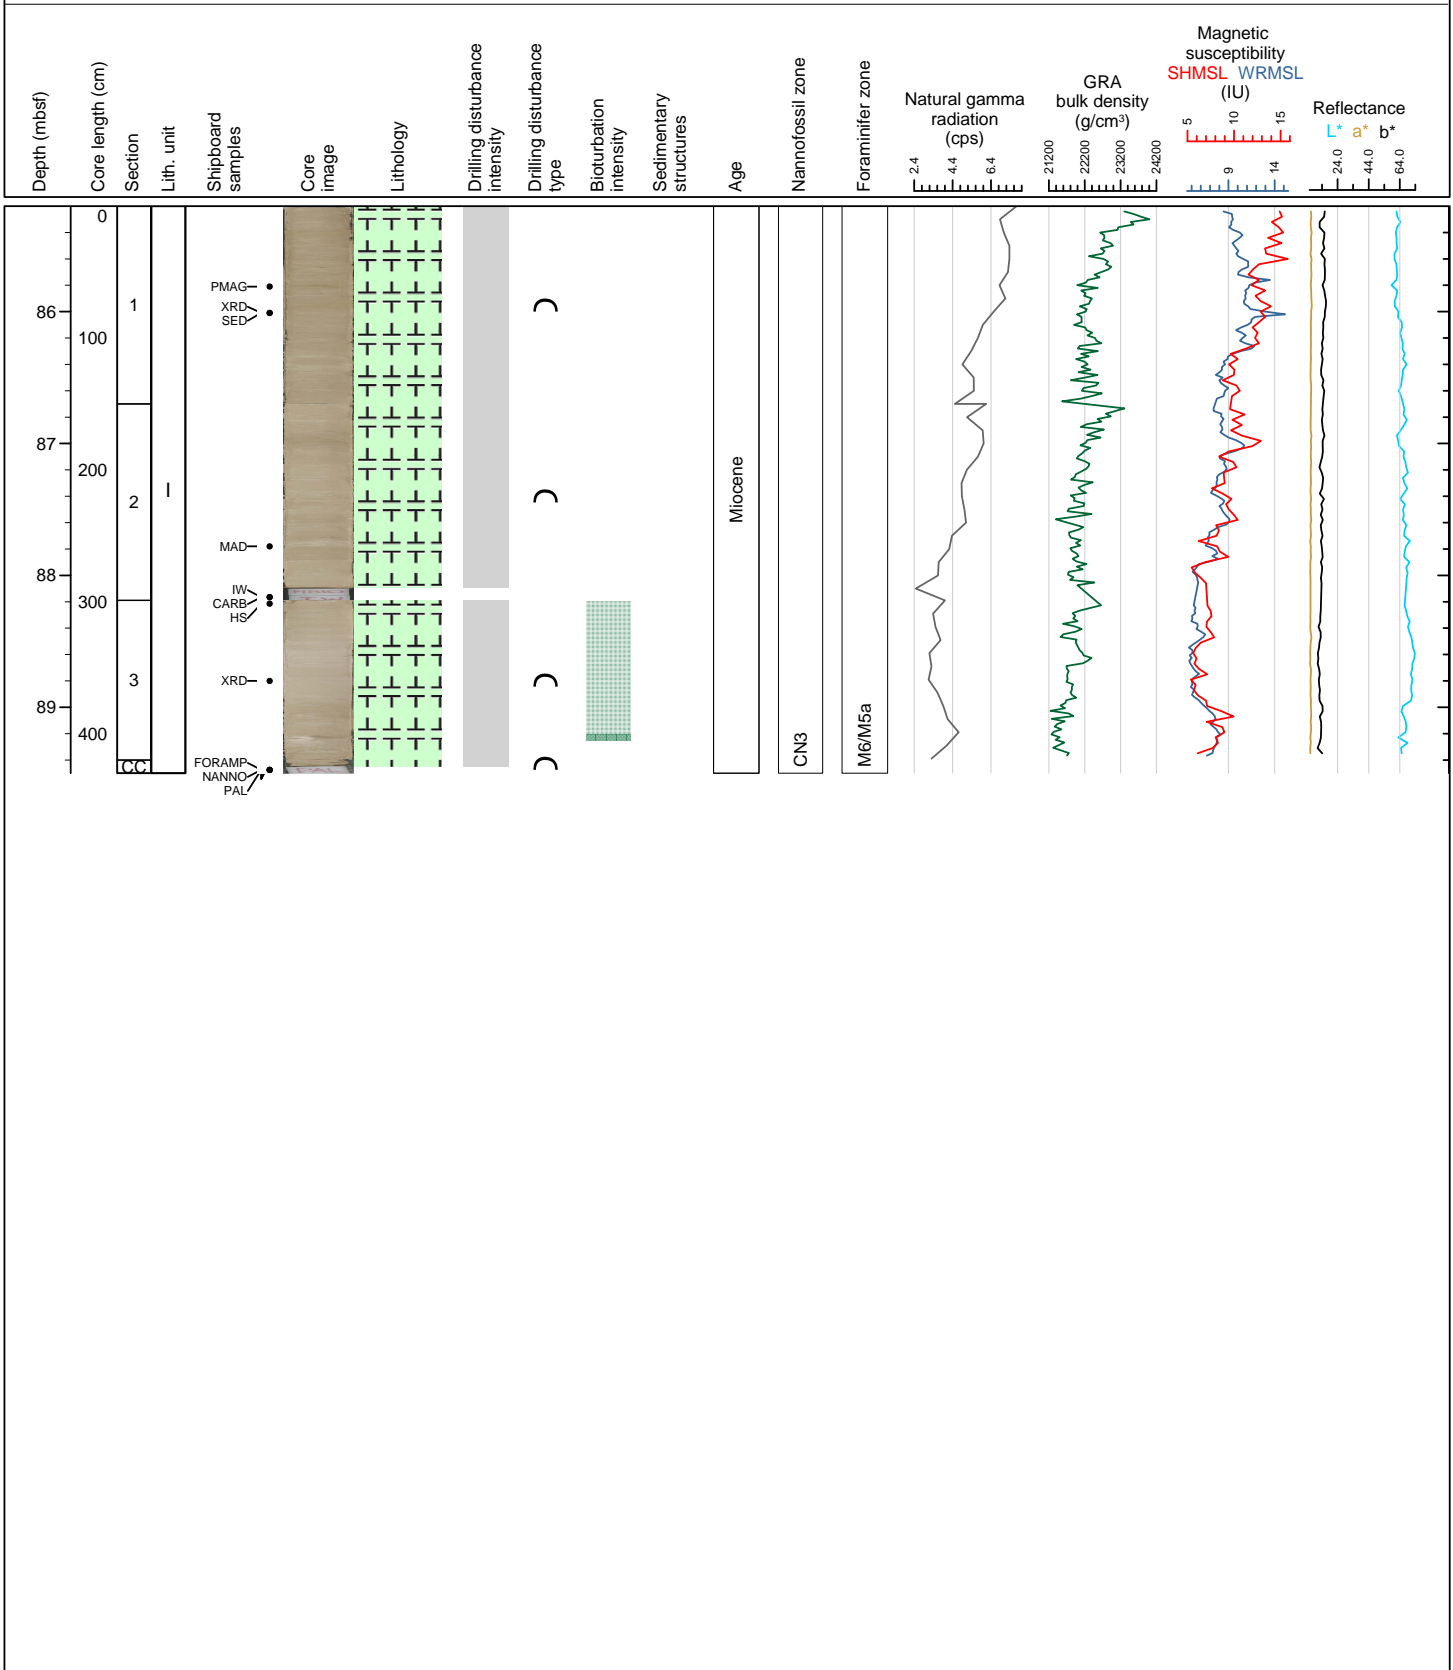 Depth (mbsf)
Core length (cm)
Section
Lith. unit
Shipboard
samples
Core
image
Lithology
Drilling disturbance
intensity
Drilling disturbance
type
Bioturbation
intensity
Sedimentary
structures
Age
Nannofossil zone
Foraminifer zone
Natural gamma
radiation
(cps)
2.4 4.4 6.4
GRA
bulk density
(g/cm³)
21200 22200 23200 24200
Magnetic
susceptibility
SHMSL WRMSL
(IU)
5 10 15
9 14
Reflectance
L* a* b*
24.0 44.0 64.0
0
PMAG
XRD
SED
86
1
100
87
200
I
2
Miocene
MAD
88
IW
CARB
HS
300
XRD
3
89
400
CN3
M6/M5a
FORAMP
CC
NANNO
PAL